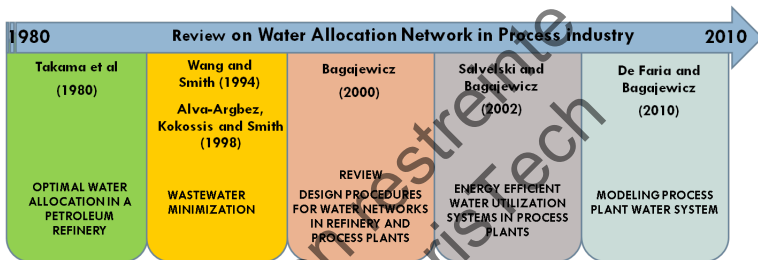 1980 Review on Water Allocation Network in Process industry 2010
Takama et al
(1980)
OPTIMAL WATER
ALLOCATION IN A
PETROLEUM
REFINERY
Wang and
Smith (1994)
Alva-Argbez,
Kokossis and Smith
(1998)
WASTEWATER
MINIMIZATION
Bagajewicz
(2000)
REVIEW
DESIGN PROCEDURES
FOR WATER NETWORKS
IN REFINERY AND
PROCESS PLANTS
Salvelski and
Bagajewicz
(2002)
ENERGY EFFICIENT
WATER UTILIZATION
SYSTEMS IN PROCESS
PLANTS
De Faria and
Bagajewicz
(2010)
MODELING PROCESS
PLANT WATER SYSTEM
restreinte
risTech